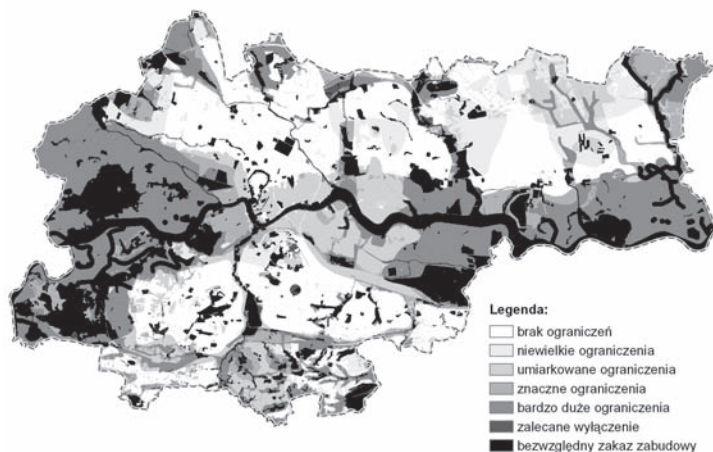 Legenda:
brak ograniczeń
niewielkie ograniczenia
umiarkowane ograniczenia
znaczne ograniczenia
bardzo duże ograniczenia
zalecane wyłączenie
bezwzględny zakaz zabudowy